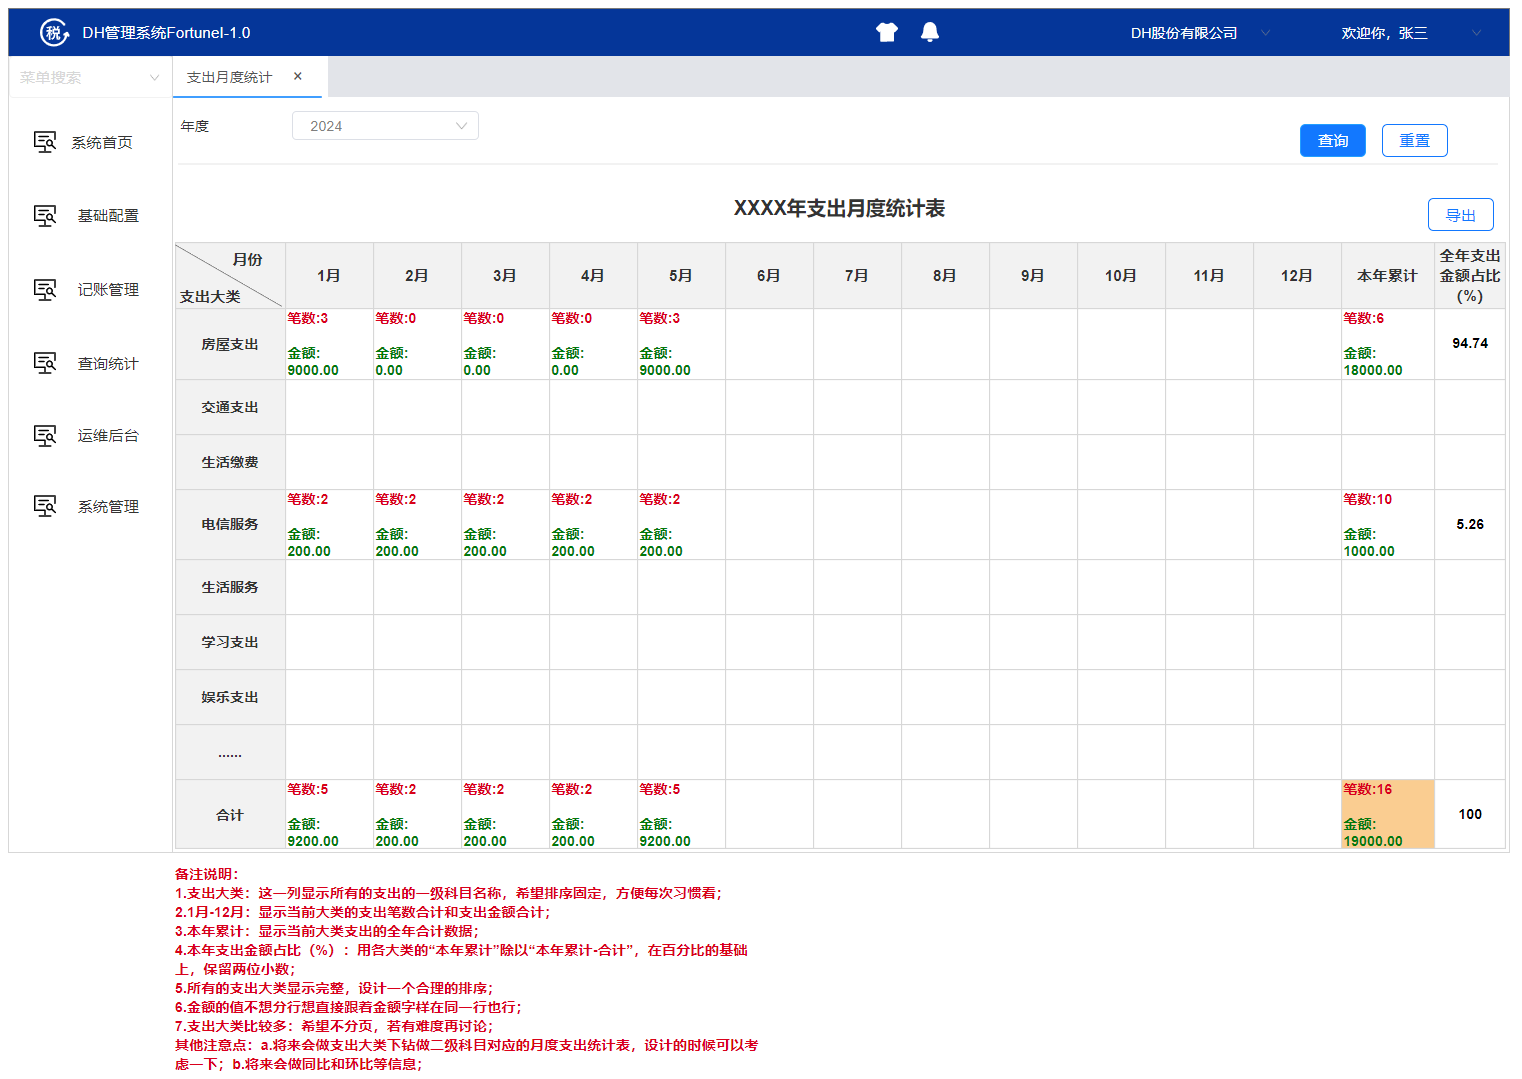 税 DH管理系统Fortunel-1.0 DH股份有限公司 欢迎你，张三
菜单搜索 支出月度统计 ×
年度 2024 查询 重置
系统首页
基础配置
记账管理
查询统计
运维后台
系统管理
XXXX年支出月度统计表
导出
月份 支出大类 1月 2月 3月 4月 5月 6月 7月 8月 9月 10月 11月 12月 本年累计 全年支出金额占比（%）
房屋支出 94.74
笔数:3 笔数:0 笔数:0 笔数:0 笔数:3 笔数:6
金额: 金额: 金额: 金额: 金额: 金额:
9000.00 0.00 0.00 0.00 9000.00 18000.00
交通支出
生活缴费
电信服务 5.26
笔数:2 笔数:2 笔数:2 笔数:2 笔数:2 笔数:10
金额: 金额: 金额: 金额: 金额: 金额:
200.00 200.00 200.00 200.00 200.00 1000.00
生活服务
学习支出
娱乐支出
......
合计 100
笔数:5 笔数:2 笔数:2 笔数:2 笔数:5 笔数:16
金额: 金额: 金额: 金额: 金额: 金额:
9200.00 200.00 200.00 200.00 9200.00 19000.00
备注说明：
1.支出大类：这一列显示所有的支出的一级科目名称，希望排序固定，方便每次习惯看；
2.1月-12月：显示当前大类的支出笔数合计和支出金额合计；
3.本年累计：显示当前大类支出的全年合计数据；
4.本年支出金额占比（%）：用各大类的“本年累计”除以“本年累计-合计”，在百分比的基础
上，保留两位小数；
5.所有的支出大类显示完整，设计一个合理的排序；
6.金额的值不想分行想直接跟着金额字样在同一行也行；
7.支出大类比较多：希望不分页，若有难度再讨论；
其他注意点：a.将来会做支出大类下钻做二级科目对应的月度支出统计表，设计的时候可以考
虑一下；b.将来会做同比和环比等信息；